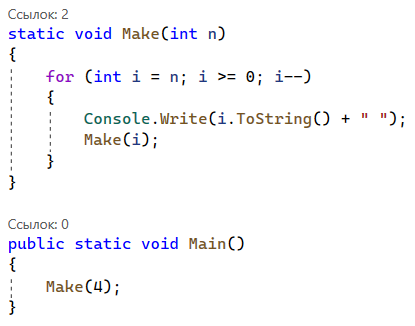 Ссылок: 2
static void Make(int n)
{
    for (int i = n; i >= 0; i--)
    {
        Console.Write(i.ToString() + " ");
        Make(i);
    }
}
Ссылок: 0
public static void Main()
{
    Make(4);
}